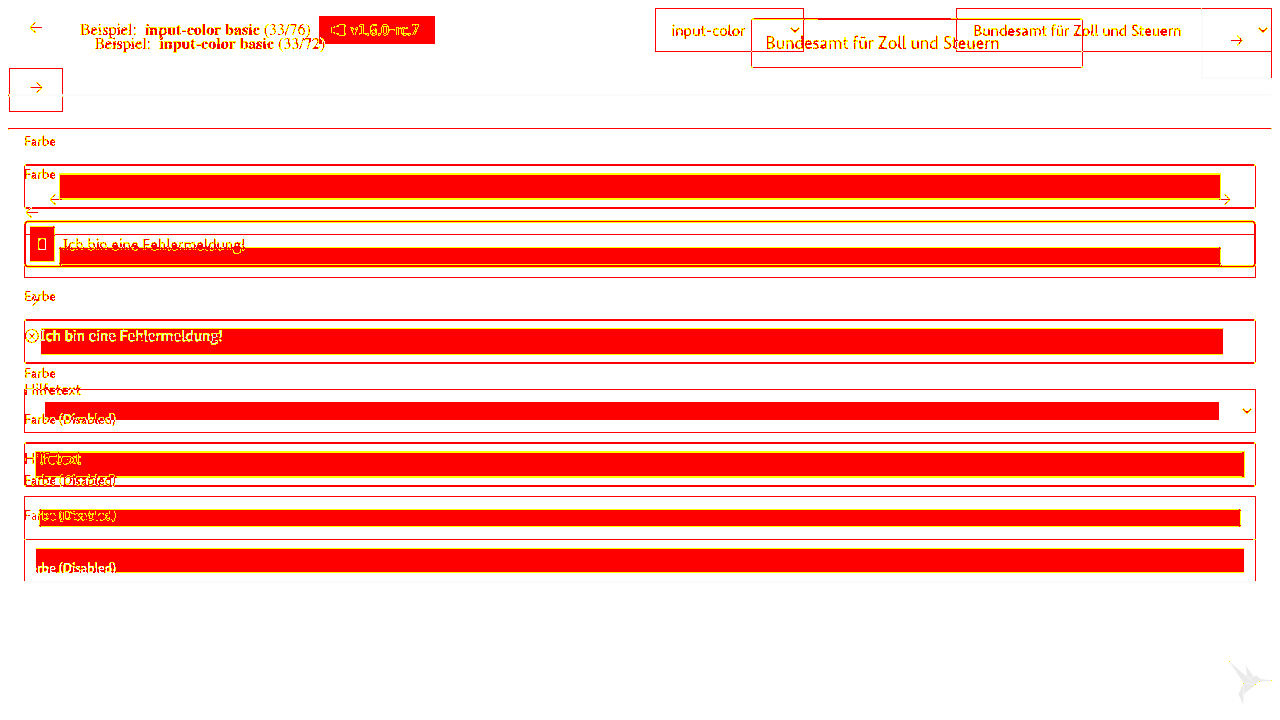 Beispiel: input-color basic (33/76) v1.6.0-rc.7 input-color Bundesamt für Zoll und Steuern
Beispiel: input-color basic (33/72) Bundesamt für Zoll und Steuern
Farbe
Farbe
Ich bin eine Fehlermeldung!
Farbe
Ich bin eine Fehlermeldung!
Farbe
Hilfetext
Farbe (Disabled)
Hilfetext
Farbe (Disabled)
Farbe (Disabled)
Farbe (Disabled)